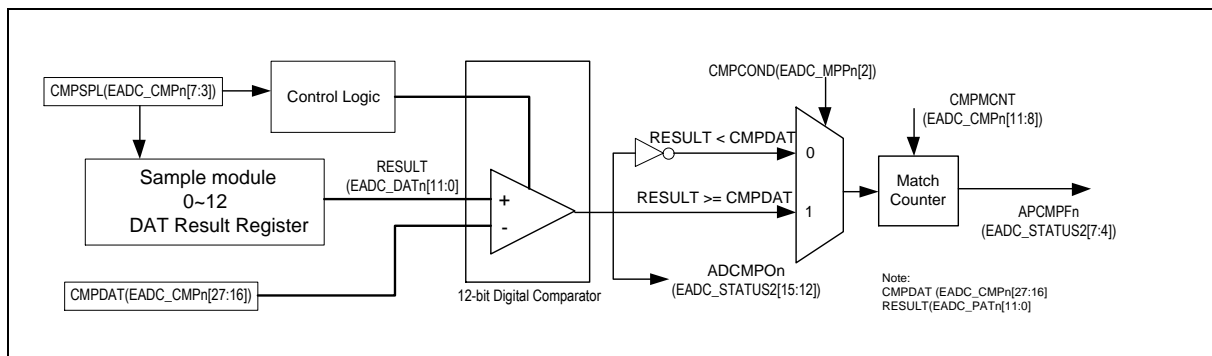 CMPSPL(EADC_CMPn[7:3])
Control Logic
Sample module
0~12
DAT Result Register
RESULT
(EADC_DATn[11:0]
CMPDAT(EADC_CMPn[27:16])
+
-
12-bit Digital Comparator
RESULT < CMPDAT
RESULT >= CMPDAT
ADCMPOn
(EADC_STATUS2[15:12])
CMPCOND(EADC_MPPn[2])
0
1
CMPMCNT
(EADC_CMPn[11:8])
Match
Counter
APCMPFn
(EADC_STATUS2[7:4])
Note:
CMPDAT (EADC_CMPn[27:16]
RESULT(EADC_PATn[11:0]